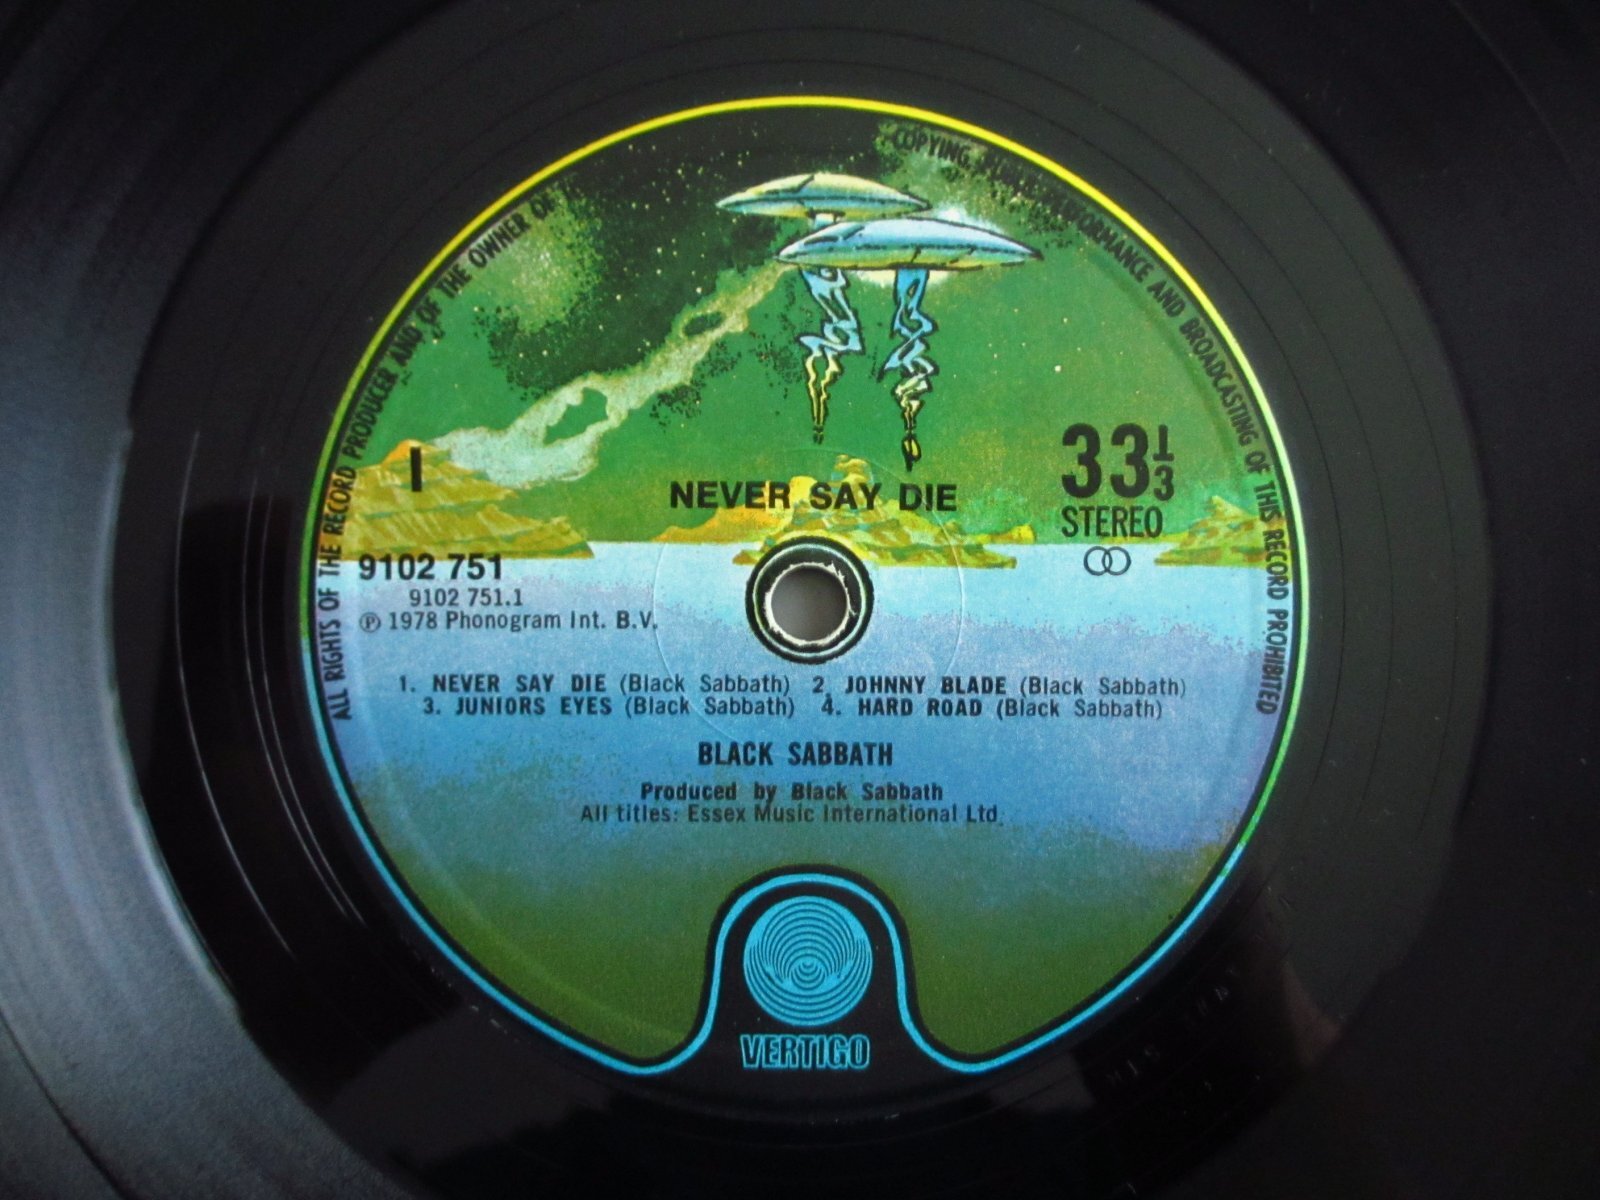 ALL RIGHTS OF THE RECORD PRODUCER AND OF THE OWNER OF
COPYING, PERFORMANCE AND BROADCASTING OF THIS RECORD PROHIBITED
I
NEVER SAY DIE
33 1/3
STEREO
9102 751
9102 751.1
℗ 1978 Phonogram Int. B.V.
1. NEVER SAY DIE (Black Sabbath) 2. JOHNNY BLADE (Black Sabbath)
3. JUNIORS EYES (Black Sabbath) 4. HARD ROAD (Black Sabbath)
BLACK SABBATH
Produced by Black Sabbath
All titles: Essex Music International Ltd.
VERTIGO